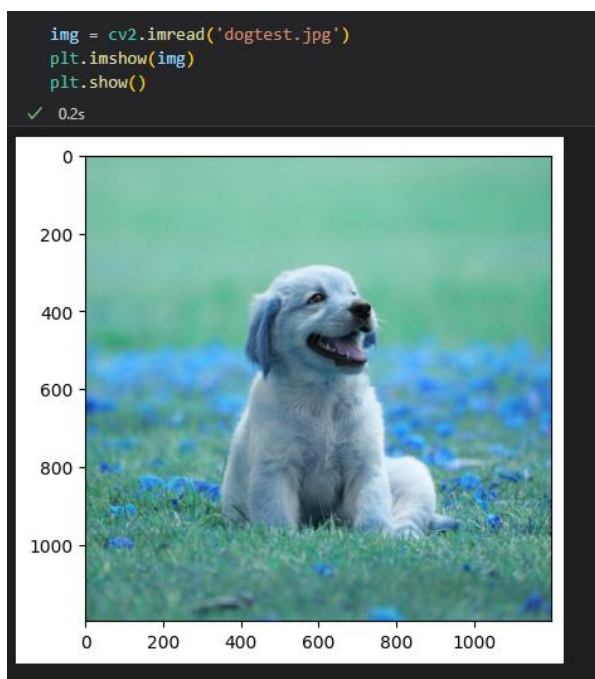 img = cv2.imread('dogtest.jpg')
plt.imshow(img)
plt.show()
✓ 0.2s
0
200
400
600
800
1000
0 200 400 600 800 1000